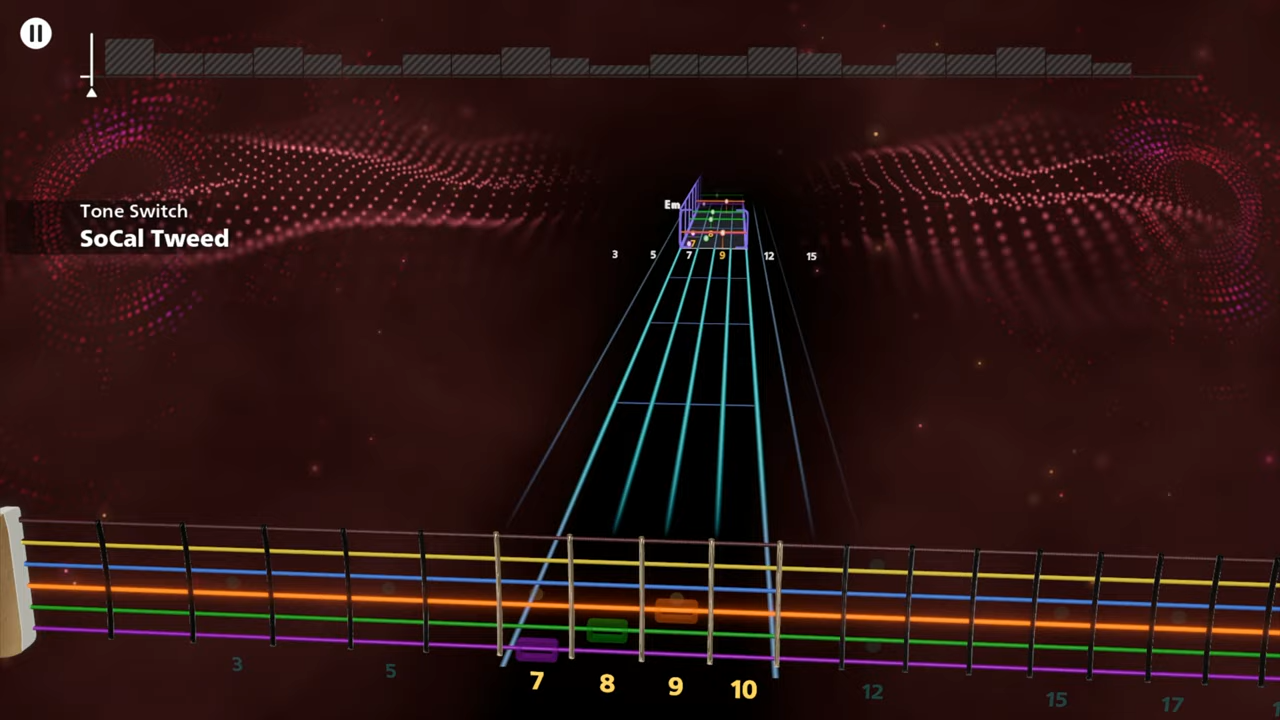 Tone Switch
SoCal Tweed
Em
3 5 7 9 12 15
3 5 7 8 9 10 12 15 17